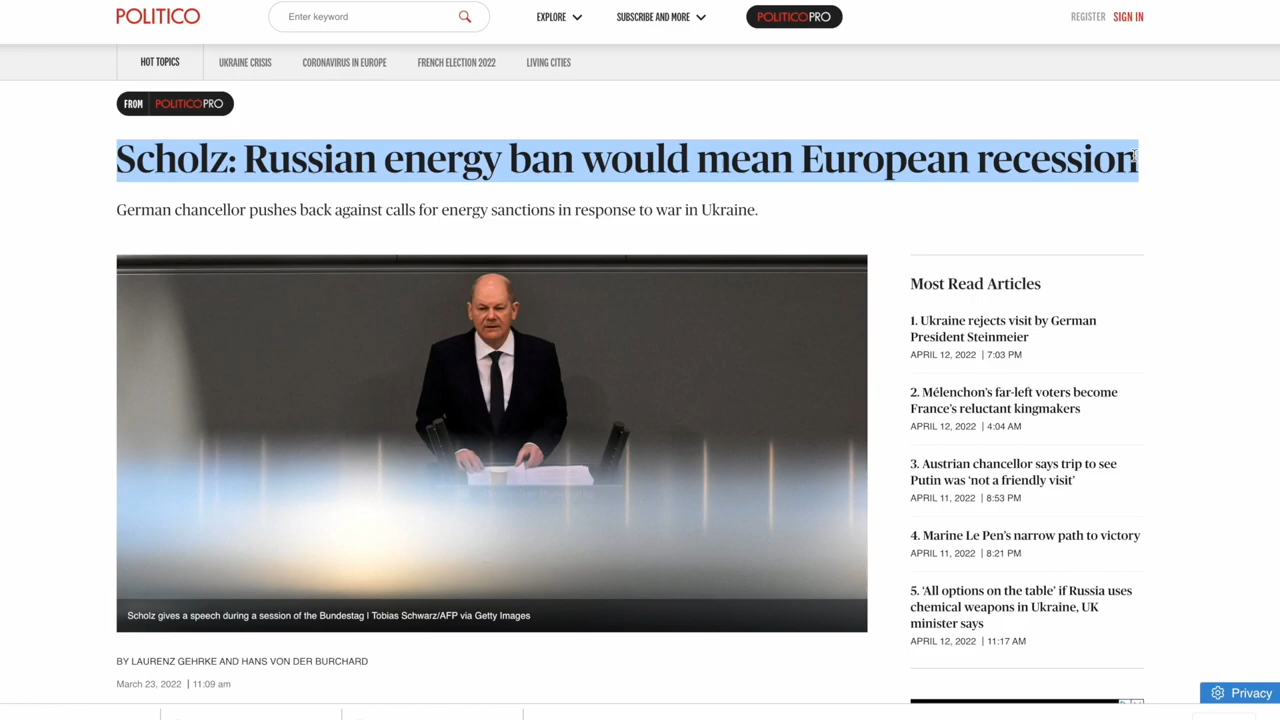 POLITICO
Enter keyword
EXPLORE
SUBSCRIBE AND MORE
POLITICOPRO
REGISTER
SIGN IN
HOT TOPICS
UKRAINE CRISIS
CORONAVIRUS IN EUROPE
FRENCH ELECTION 2022
LIVING CITIES
FROM POLITICOPRO
Scholz: Russian energy ban would mean European recession
German chancellor pushes back against calls for energy sanctions in response to war in Ukraine.
Scholz gives a speech during a session of the Bundestag | Tobias Schwarz/AFP via Getty Images
BY LAURENZ GEHRKE AND HANS VON DER BURCHARD
March 23, 2022 | 11:09 am
Most Read Articles
1. Ukraine rejects visit by German
President Steinmeier
APRIL 12, 2022 | 7:03 PM
2. Mélenchon's far-left voters become
France's reluctant kingmakers
APRIL 12, 2022 | 4:04 AM
3. Austrian chancellor says trip to see
Putin was ‘not a friendly visit’
APRIL 11, 2022 | 8:53 PM
4. Marine Le Pen's narrow path to victory
APRIL 11, 2022 | 8:21 PM
5. ‘All options on the table’ if Russia uses
chemical weapons in Ukraine, UK
minister says
APRIL 12, 2022 | 11:17 AM
Privacy